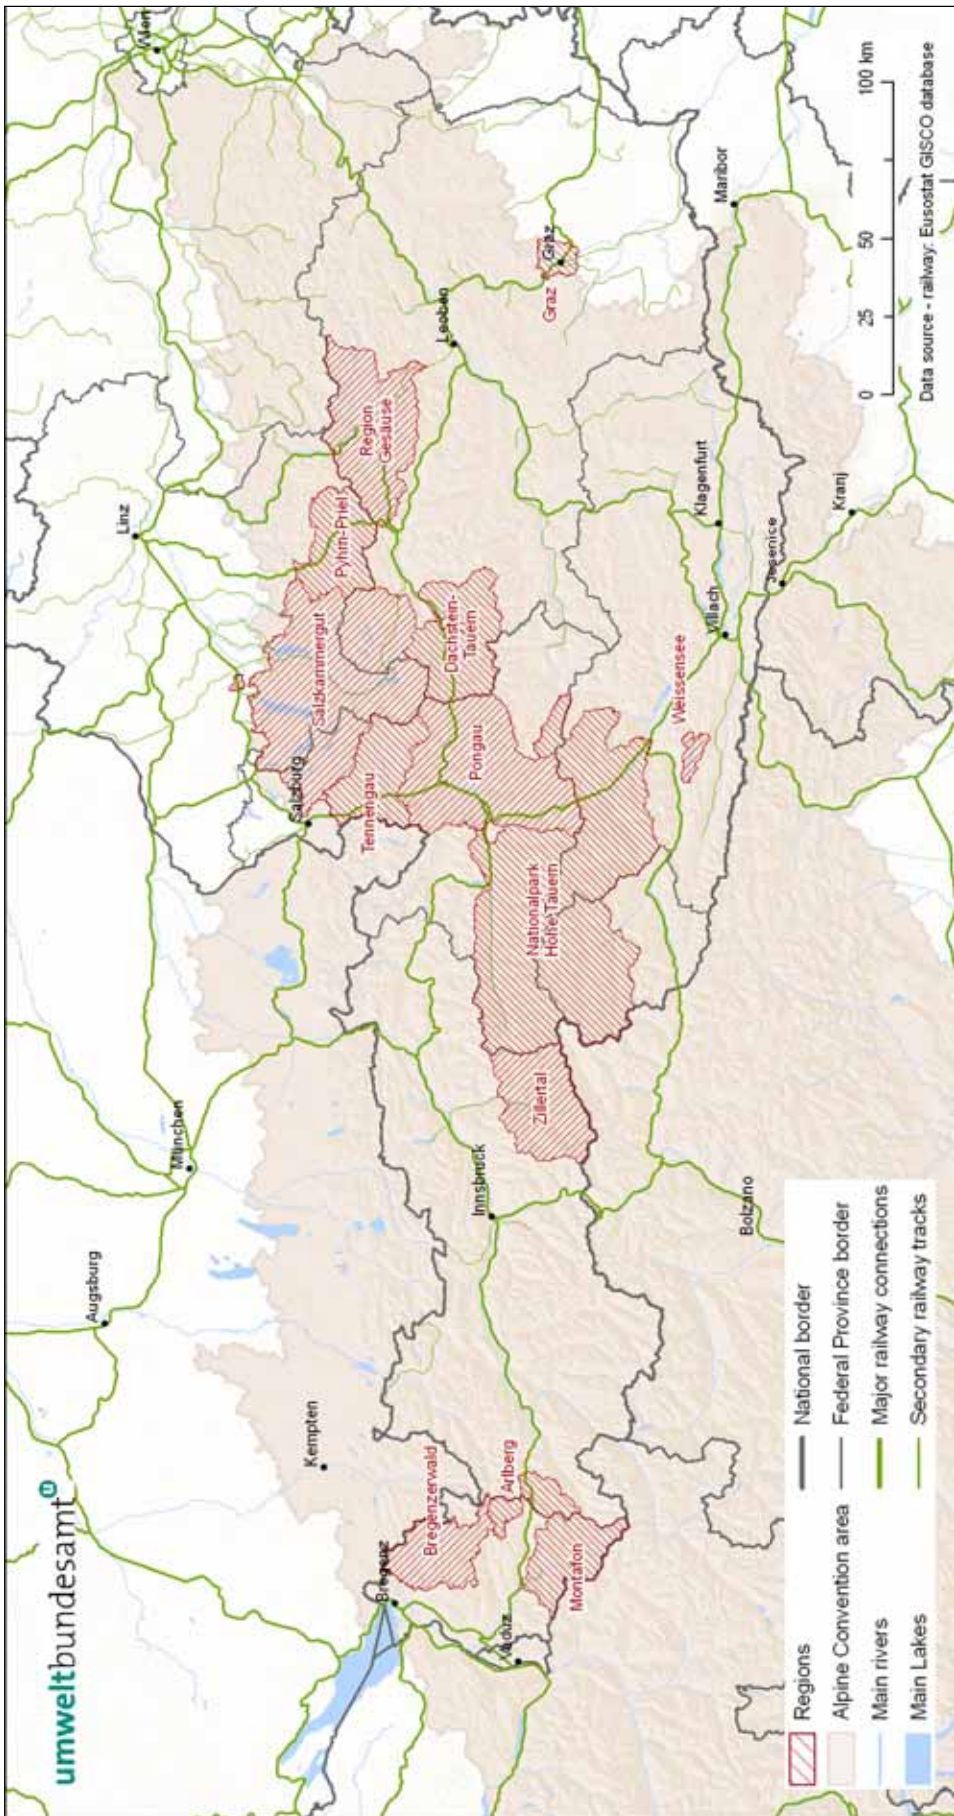 umweltbundesamt
Wien
Linz
Augsburg
München
Kempten
Salzburg
Salzkammergut
Pyhrn-Priel
Region
Gesäuse
Leoben
Tennengau
Bregenz
Bregenzerwald
Dachstein-
Tauern
Pongau
Innsbruck
Arlberg
Nationalpark
Hohe Tauern
Zillertal
Graz
Graz
Vaduz
Montafon
Weissensee
Villach
Klagenfurt
Maribor
Bolzano
Jesenice
Kranj
Regions
National border
Alpine Convention area
Federal Province border
Main rivers
Major railway connections
Main Lakes
Secondary railway tracks
0 25 50 100 km
Data source - railway: Eusostat GISCO database